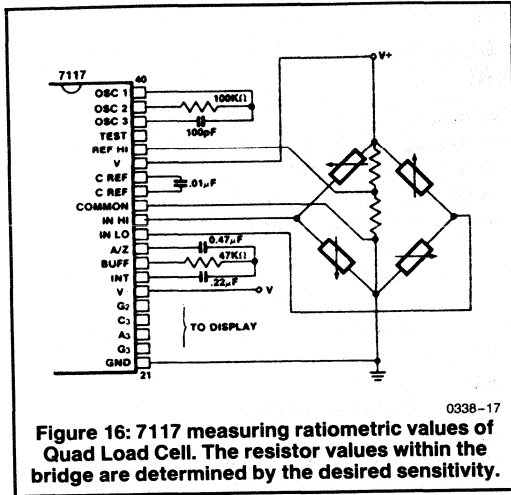 7117
40
OSC 1
OSC 2
OSC 3
TEST
REF HI
V
C REF
C REF
COMMON
IN HI
IN LO
A/Z
BUFF
INT
V
G2
C3
A3
G3
GND
21
100KΩ
100pF
.01μF
0.47μF
47KΩ
.22μF
V
TO DISPLAY
V+
0338-17
Figure 16: 7117 measuring ratiometric values of
Quad Load Cell. The resistor values within the
bridge are determined by the desired sensitivity.